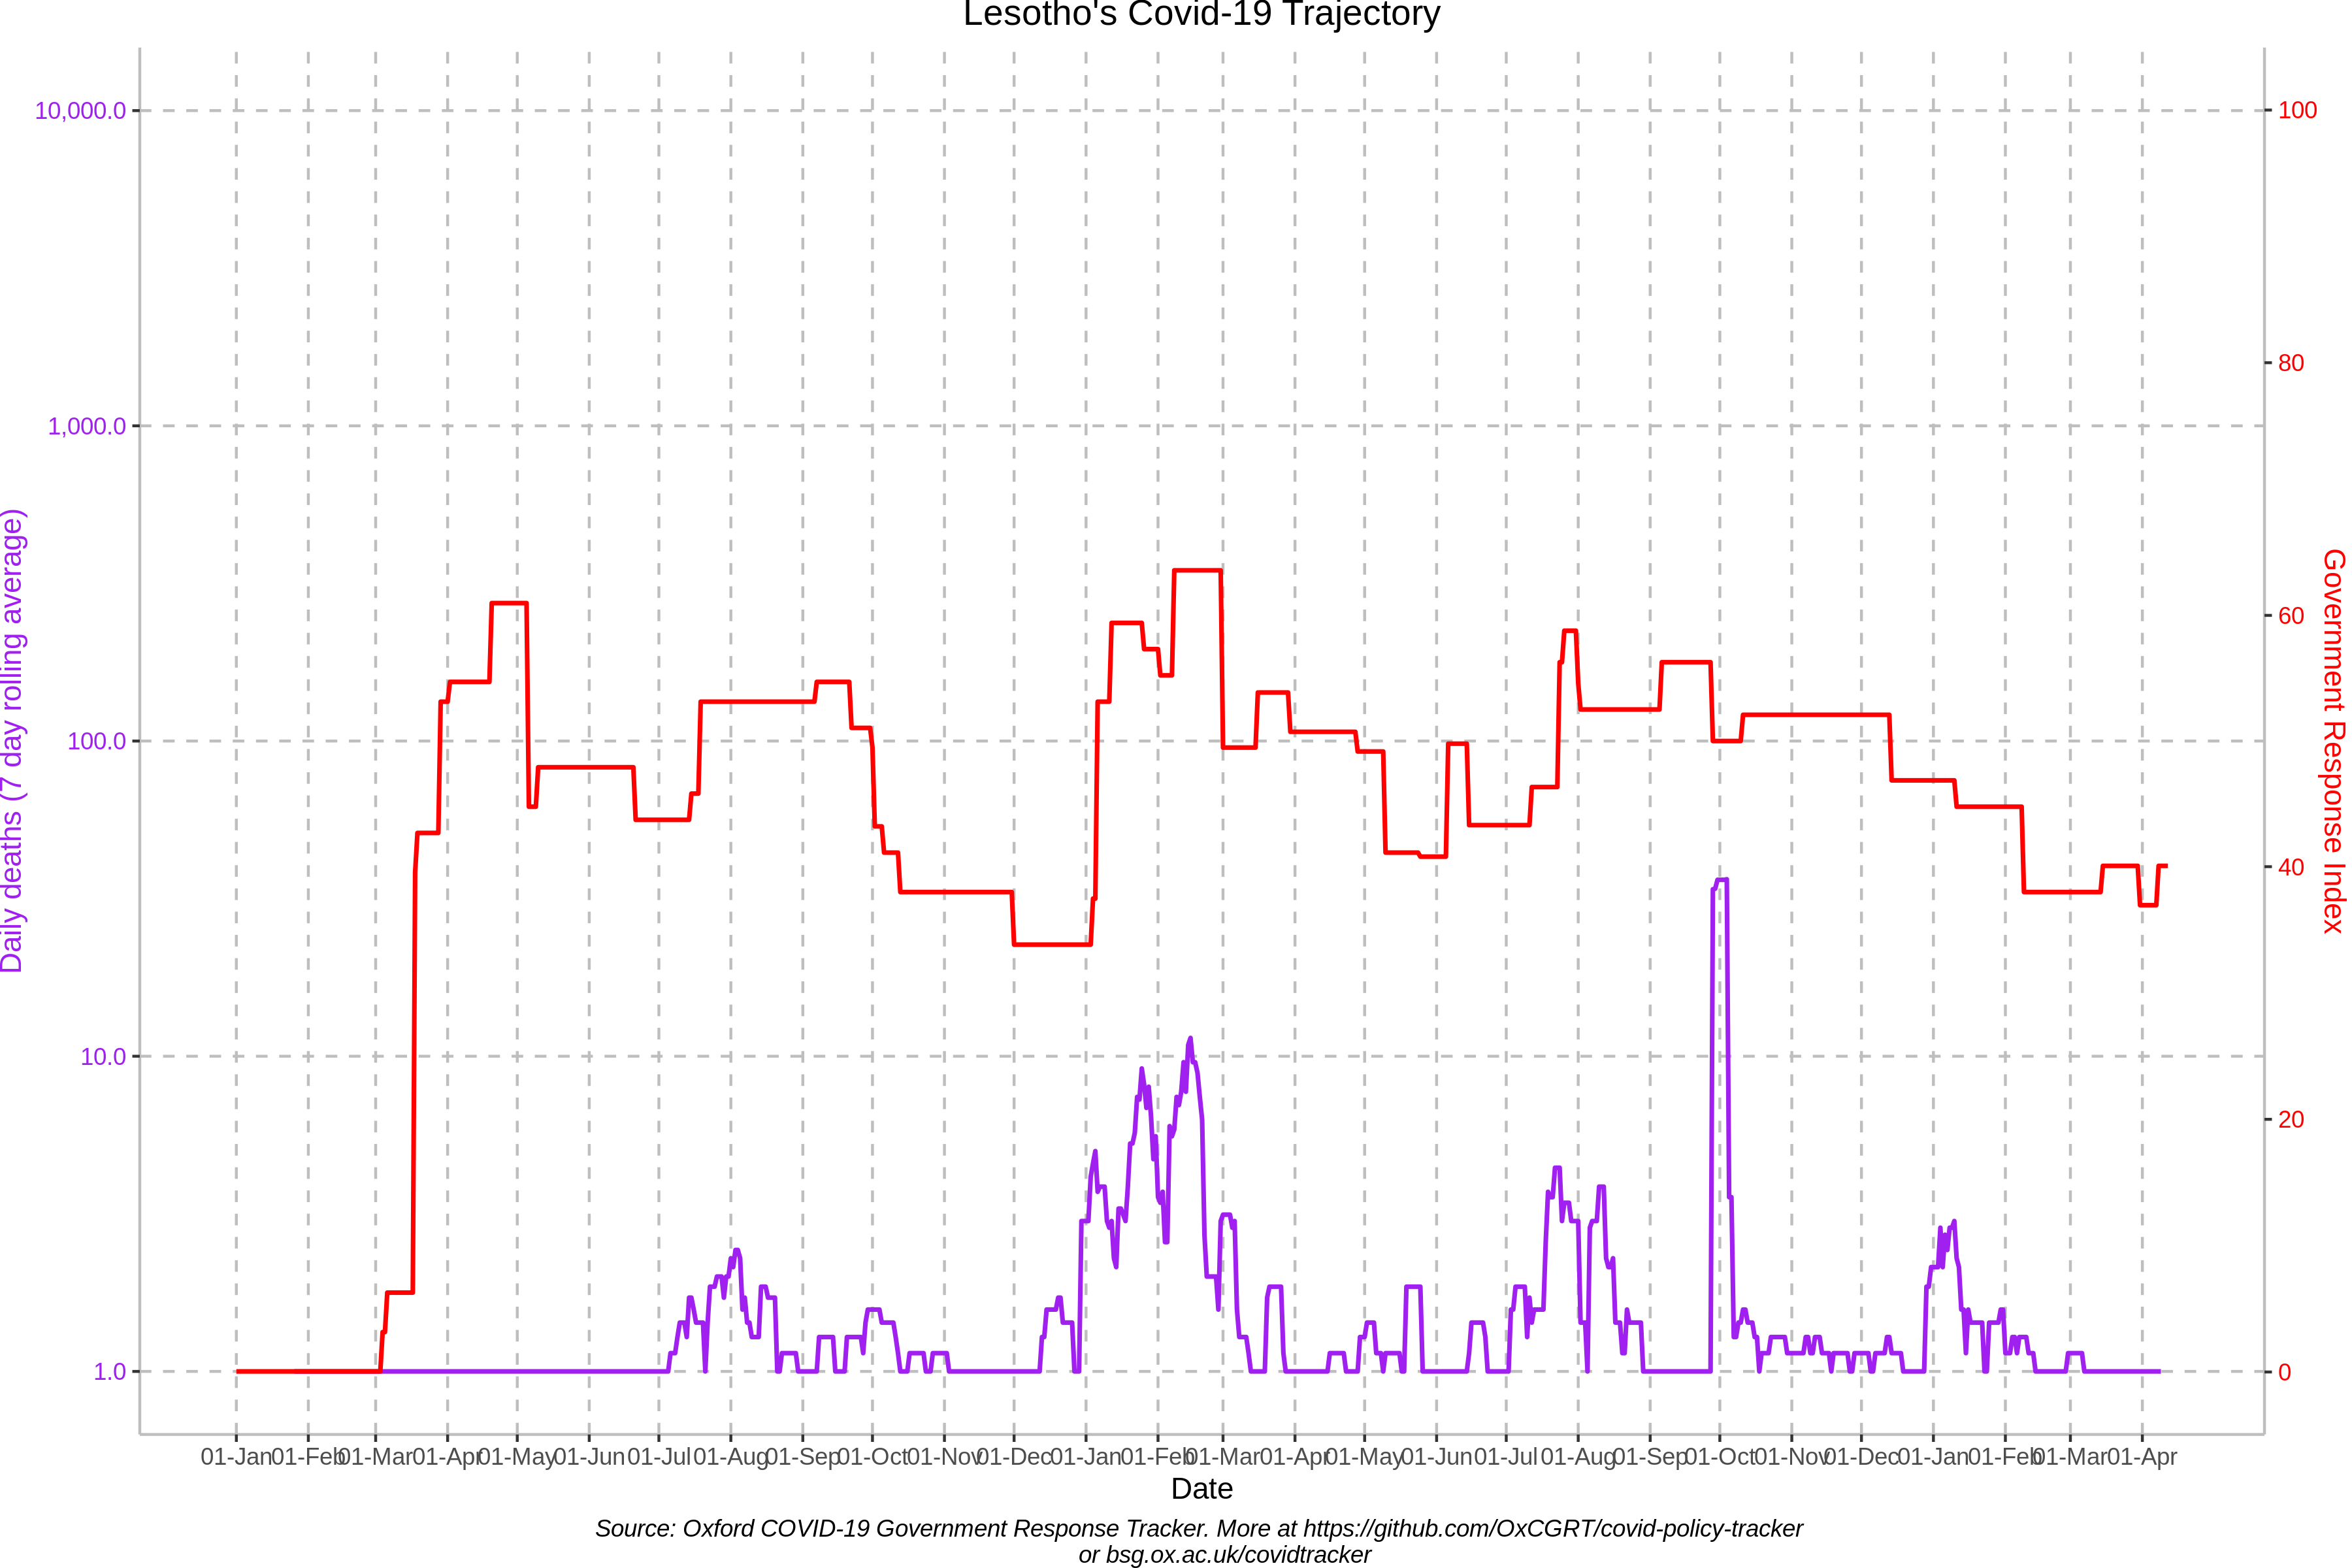 Lesotho's Covid-19 Trajectory
10,000.0
1,000.0
100.0
10.0
1.0
Daily deaths (7 day rolling average)
100
80
60
40
20
0
Government Response Index
01-Jan 01-Feb 01-Mar 01-Apr 01-May 01-Jun 01-Jul 01-Aug 01-Sep 01-Oct 01-Nov 01-Dec 01-Jan 01-Feb 01-Mar 01-Apr 01-May 01-Jun 01-Jul 01-Aug 01-Sep 01-Oct 01-Nov 01-Dec 01-Jan 01-Feb 01-Mar 01-Apr
Date
Source: Oxford COVID-19 Government Response Tracker. More at https://github.com/OxCGRT/covid-policy-tracker
or bsg.ox.ac.uk/covidtracker